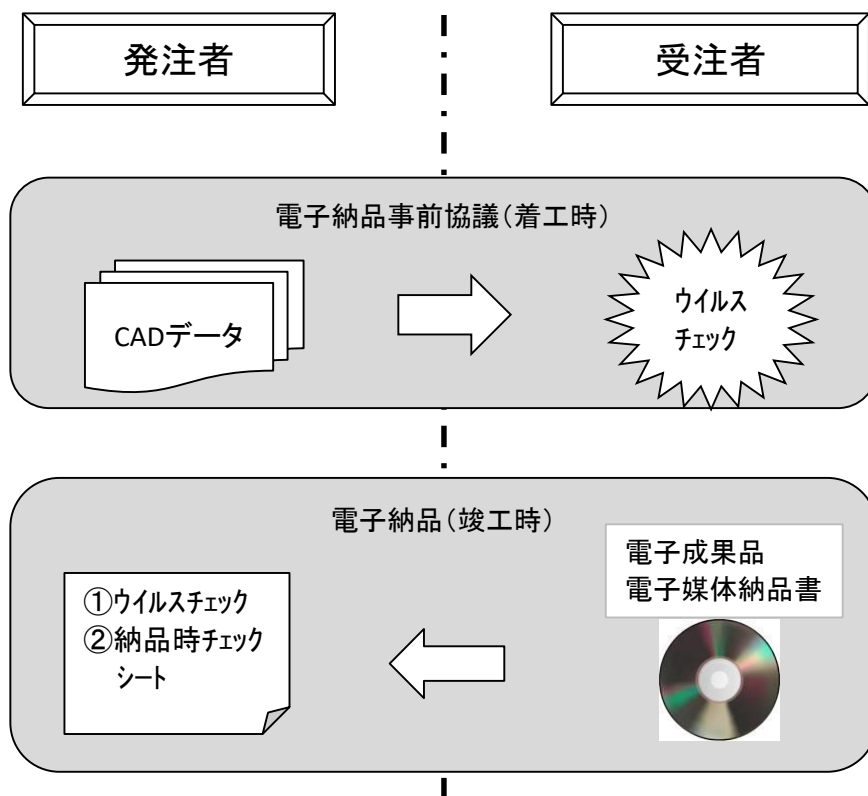 発注者
受注者
電子納品事前協議（着工時）
CADデータ
ウイルス
チェック
電子納品（竣工時）
①ウイルスチェック
②納品時チェック
シート
電子成果品
電子媒体納品書